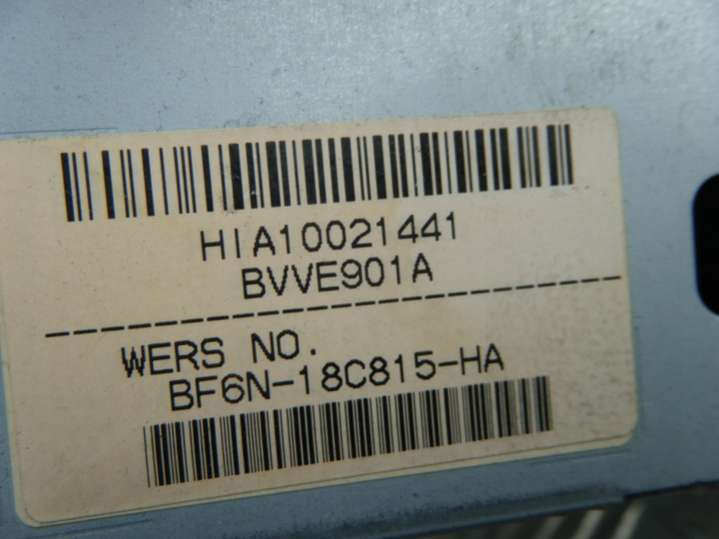 HIA10021441
BVVE901A
WERS NO.
BF6N-18C815-HA